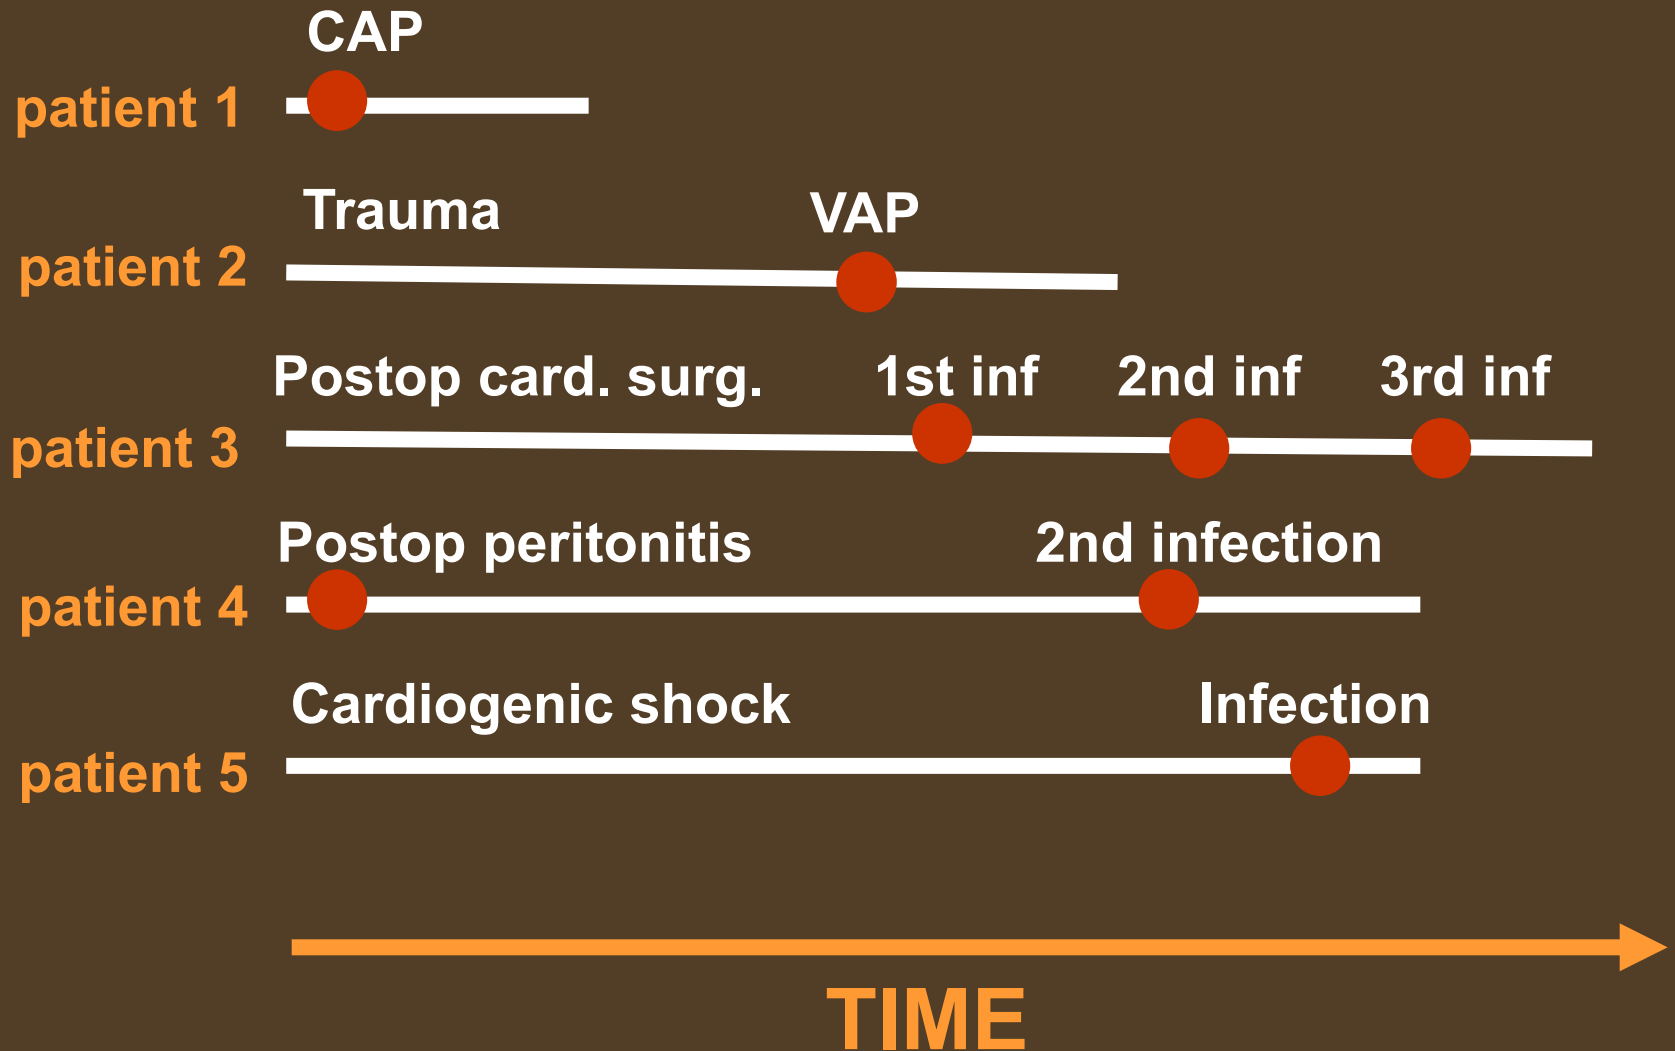 CAP
patient 1
Trauma VAP
patient 2
Postop card. surg. 1st inf 2nd inf 3rd inf
patient 3
Postop peritonitis 2nd infection
patient 4
Cardiogenic shock Infection
patient 5
TIME